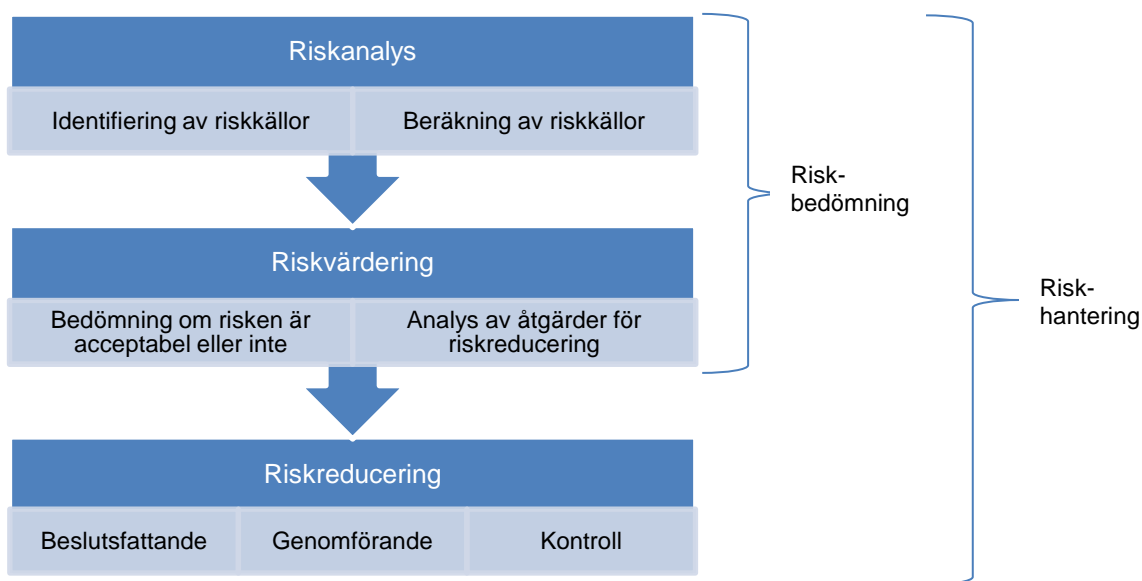 Riskanalys
Identifiering av riskkällor
Beräkning av riskkällor
Risk-
bedömning
Riskvärdering
Bedömning om risken är
acceptabel eller inte
Analys av åtgärder för
riskreducering
Risk-
hantering
Riskreducering
Beslutsfattande
Genomförande
Kontroll